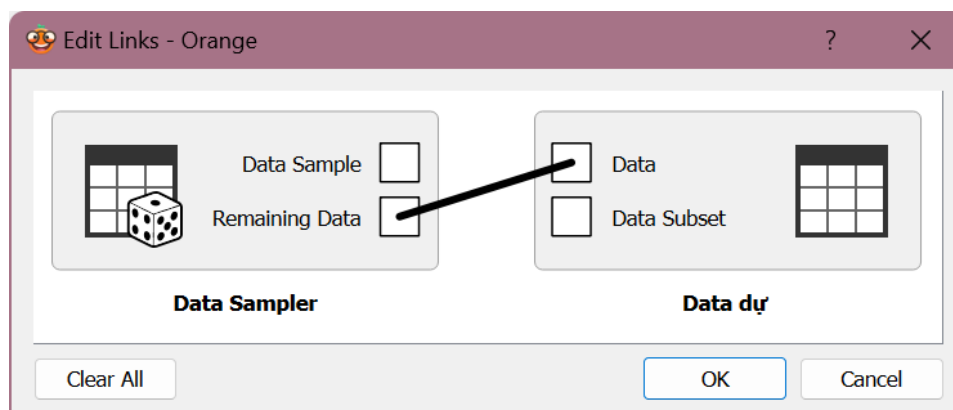 Edit Links - Orange ?
Data Sample Data
Remaining Data Data Subset
Data Sampler Data dự
Clear All OK Cancel